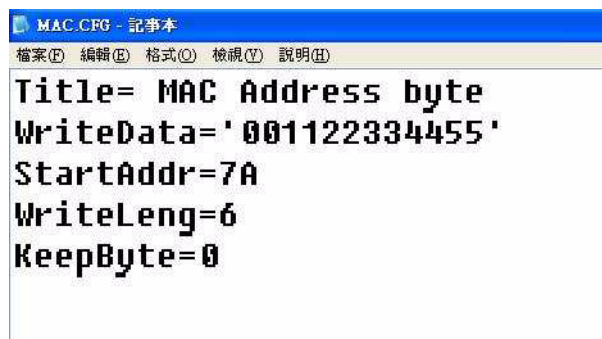 MAC.CFG - 記事本
檔案(F) 編輯(E) 格式(O) 檢視(V) 說明(H)
Title= MAC Address byte
WriteData='001122334455'
StartAddr=7A
WriteLeng=6
KeepByte=0